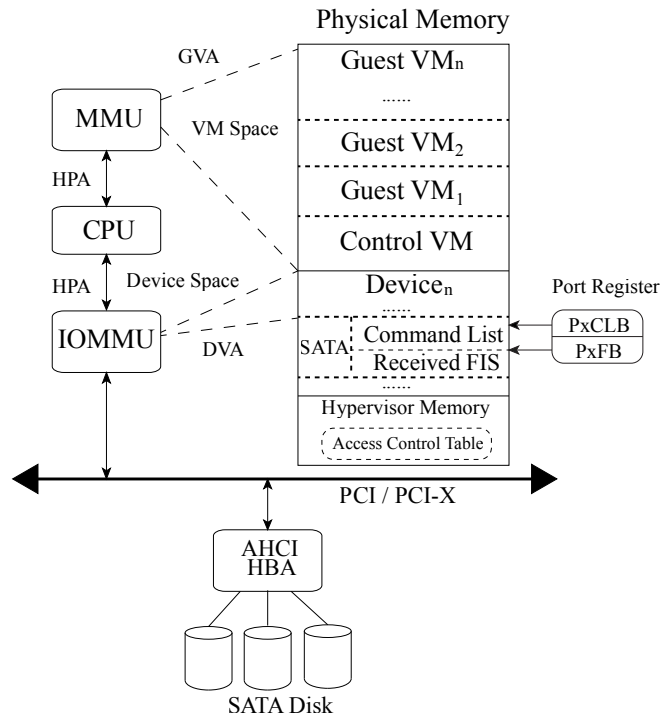 Physical Memory
GVA
Guest VMn
......
MMU
VM Space
Guest VM2
HPA
Guest VM1
CPU
Control VM
HPA
Device Space
Devicen
......
Port Register
IOMMU
DVA
SATA
Command List
PxCLB
Received FIS
PxFB
......
Hypervisor Memory
Access Control Table
PCI / PCI-X
AHCI
HBA
SATA Disk